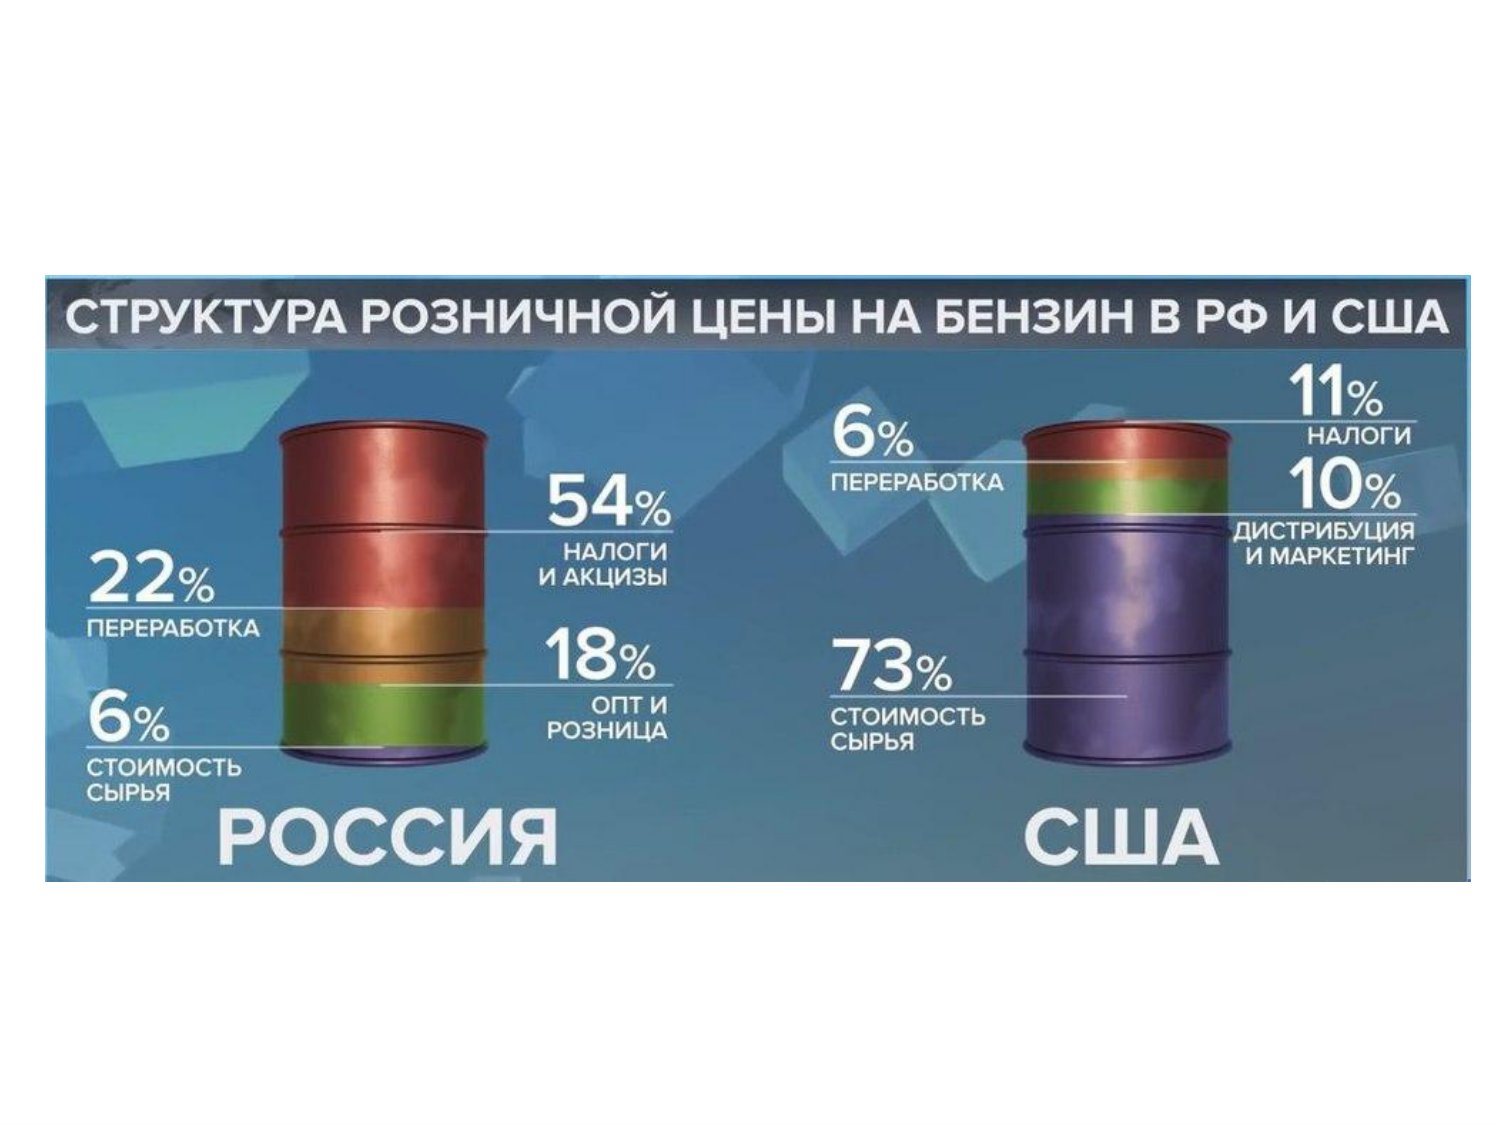 СТРУКТУРА РОЗНИЧНОЙ ЦЕНЫ НА БЕНЗИН В РФ И США
22%
ПЕРЕРАБОТКА
6%
СТОИМОСТЬ
СЫРЬЯ
54%
НАЛОГИ
И АКЦИЗЫ
18%
ОПТ И
РОЗНИЦА
РОССИЯ
6%
ПЕРЕРАБОТКА
73%
СТОИМОСТЬ
СЫРЬЯ
11%
НАЛОГИ
10%
ДИСТРИБУЦИЯ
И МАРКЕТИНГ
США